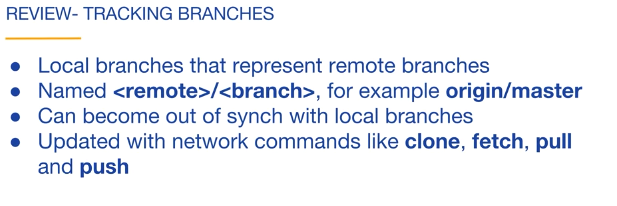 REVIEW- TRACKING BRANCHES
● Local branches that represent remote branches
● Named <remote>/<branch>, for example origin/master
● Can become out of synch with local branches
● Updated with network commands like clone, fetch, pull
and push